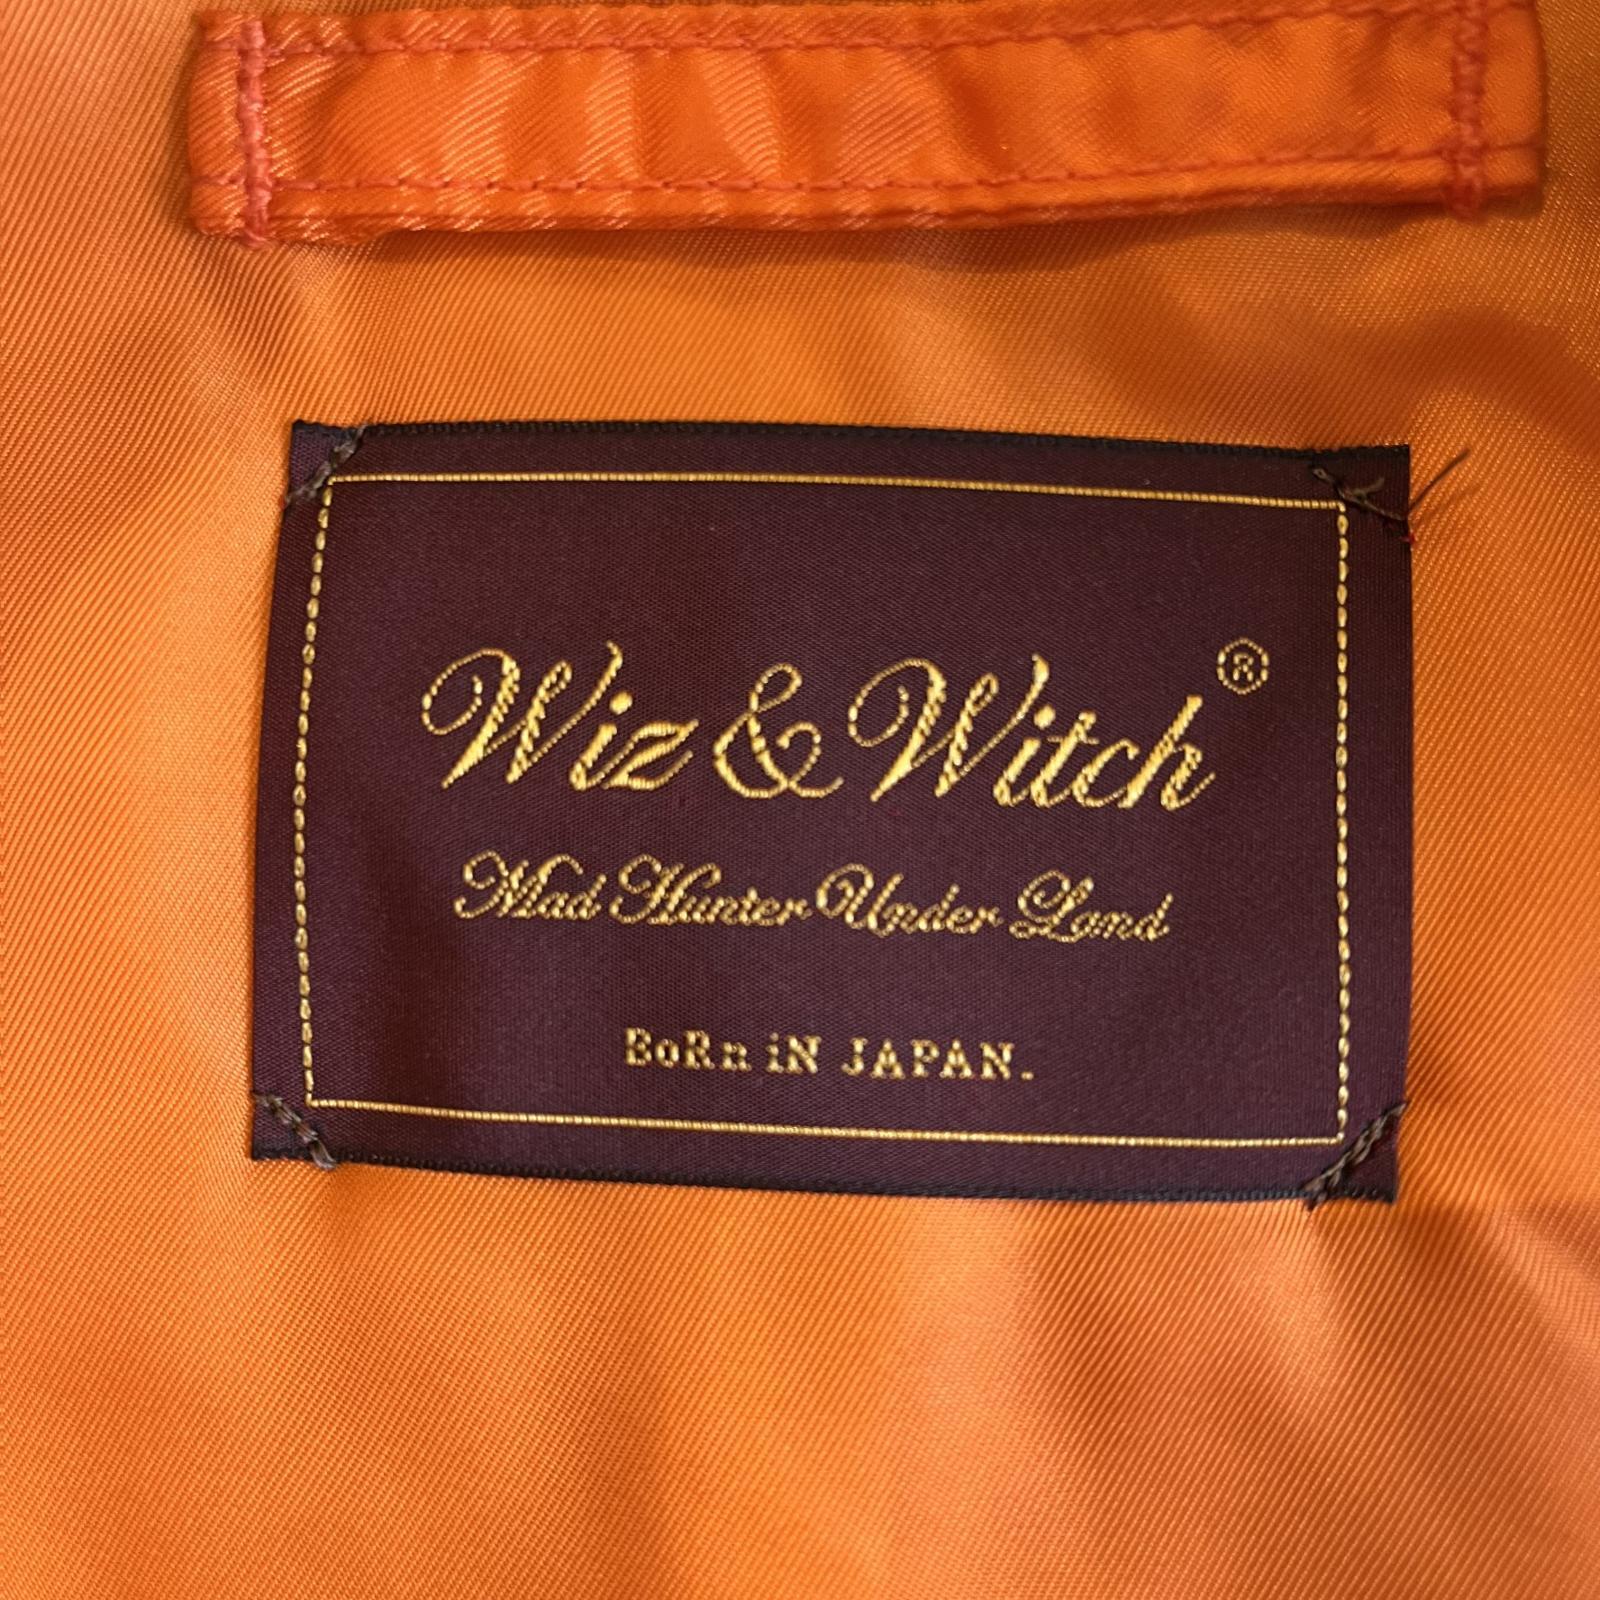 Wiz & Witch®
Mad Hunter Under Land
BoRn iN JAPAN.